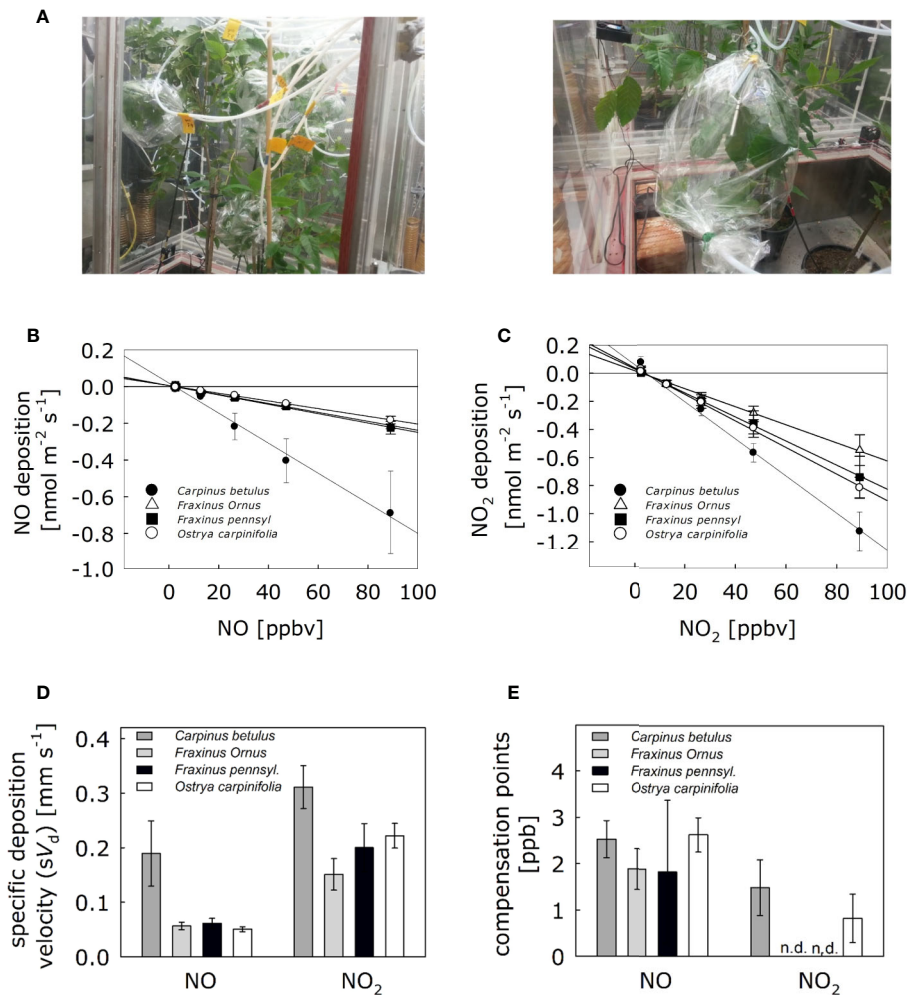 A
B
C
0.2
0.0
-0.2
-0.4
-0.6
-0.8
-1.0
NO deposition
[nmol m⁻² s⁻¹]
Carpinus betulus
Fraxinus Ornus
Fraxinus pennsyl
Ostrya carpinifolia
0 20 40 60 80 100
NO [ppbv]
0.2
0.0
-0.2
-0.4
-0.6
-0.8
-1.0
-1.2
NO₂ deposition
[nmol m⁻² s⁻¹]
Carpinus betulus
Fraxinus Ornus
Fraxinus pennsyl
Ostrya carpinifolia
0 20 40 60 80 100
NO₂ [ppbv]
D
E
0.4
0.3
0.2
0.1
0.0
specific deposition
velocity (sVd) [mm s⁻¹]
Carpinus betulus
Fraxinus Ornus
Fraxinus pennsyl.
Ostrya carpinifolia
NO NO₂
4
3
2
1
0
compensation points
[ppb]
Carpinus betulus
Fraxinus Ornus
Fraxinus pennsyl.
Ostrya carpinifolia
n.d. n,d.
NO NO₂